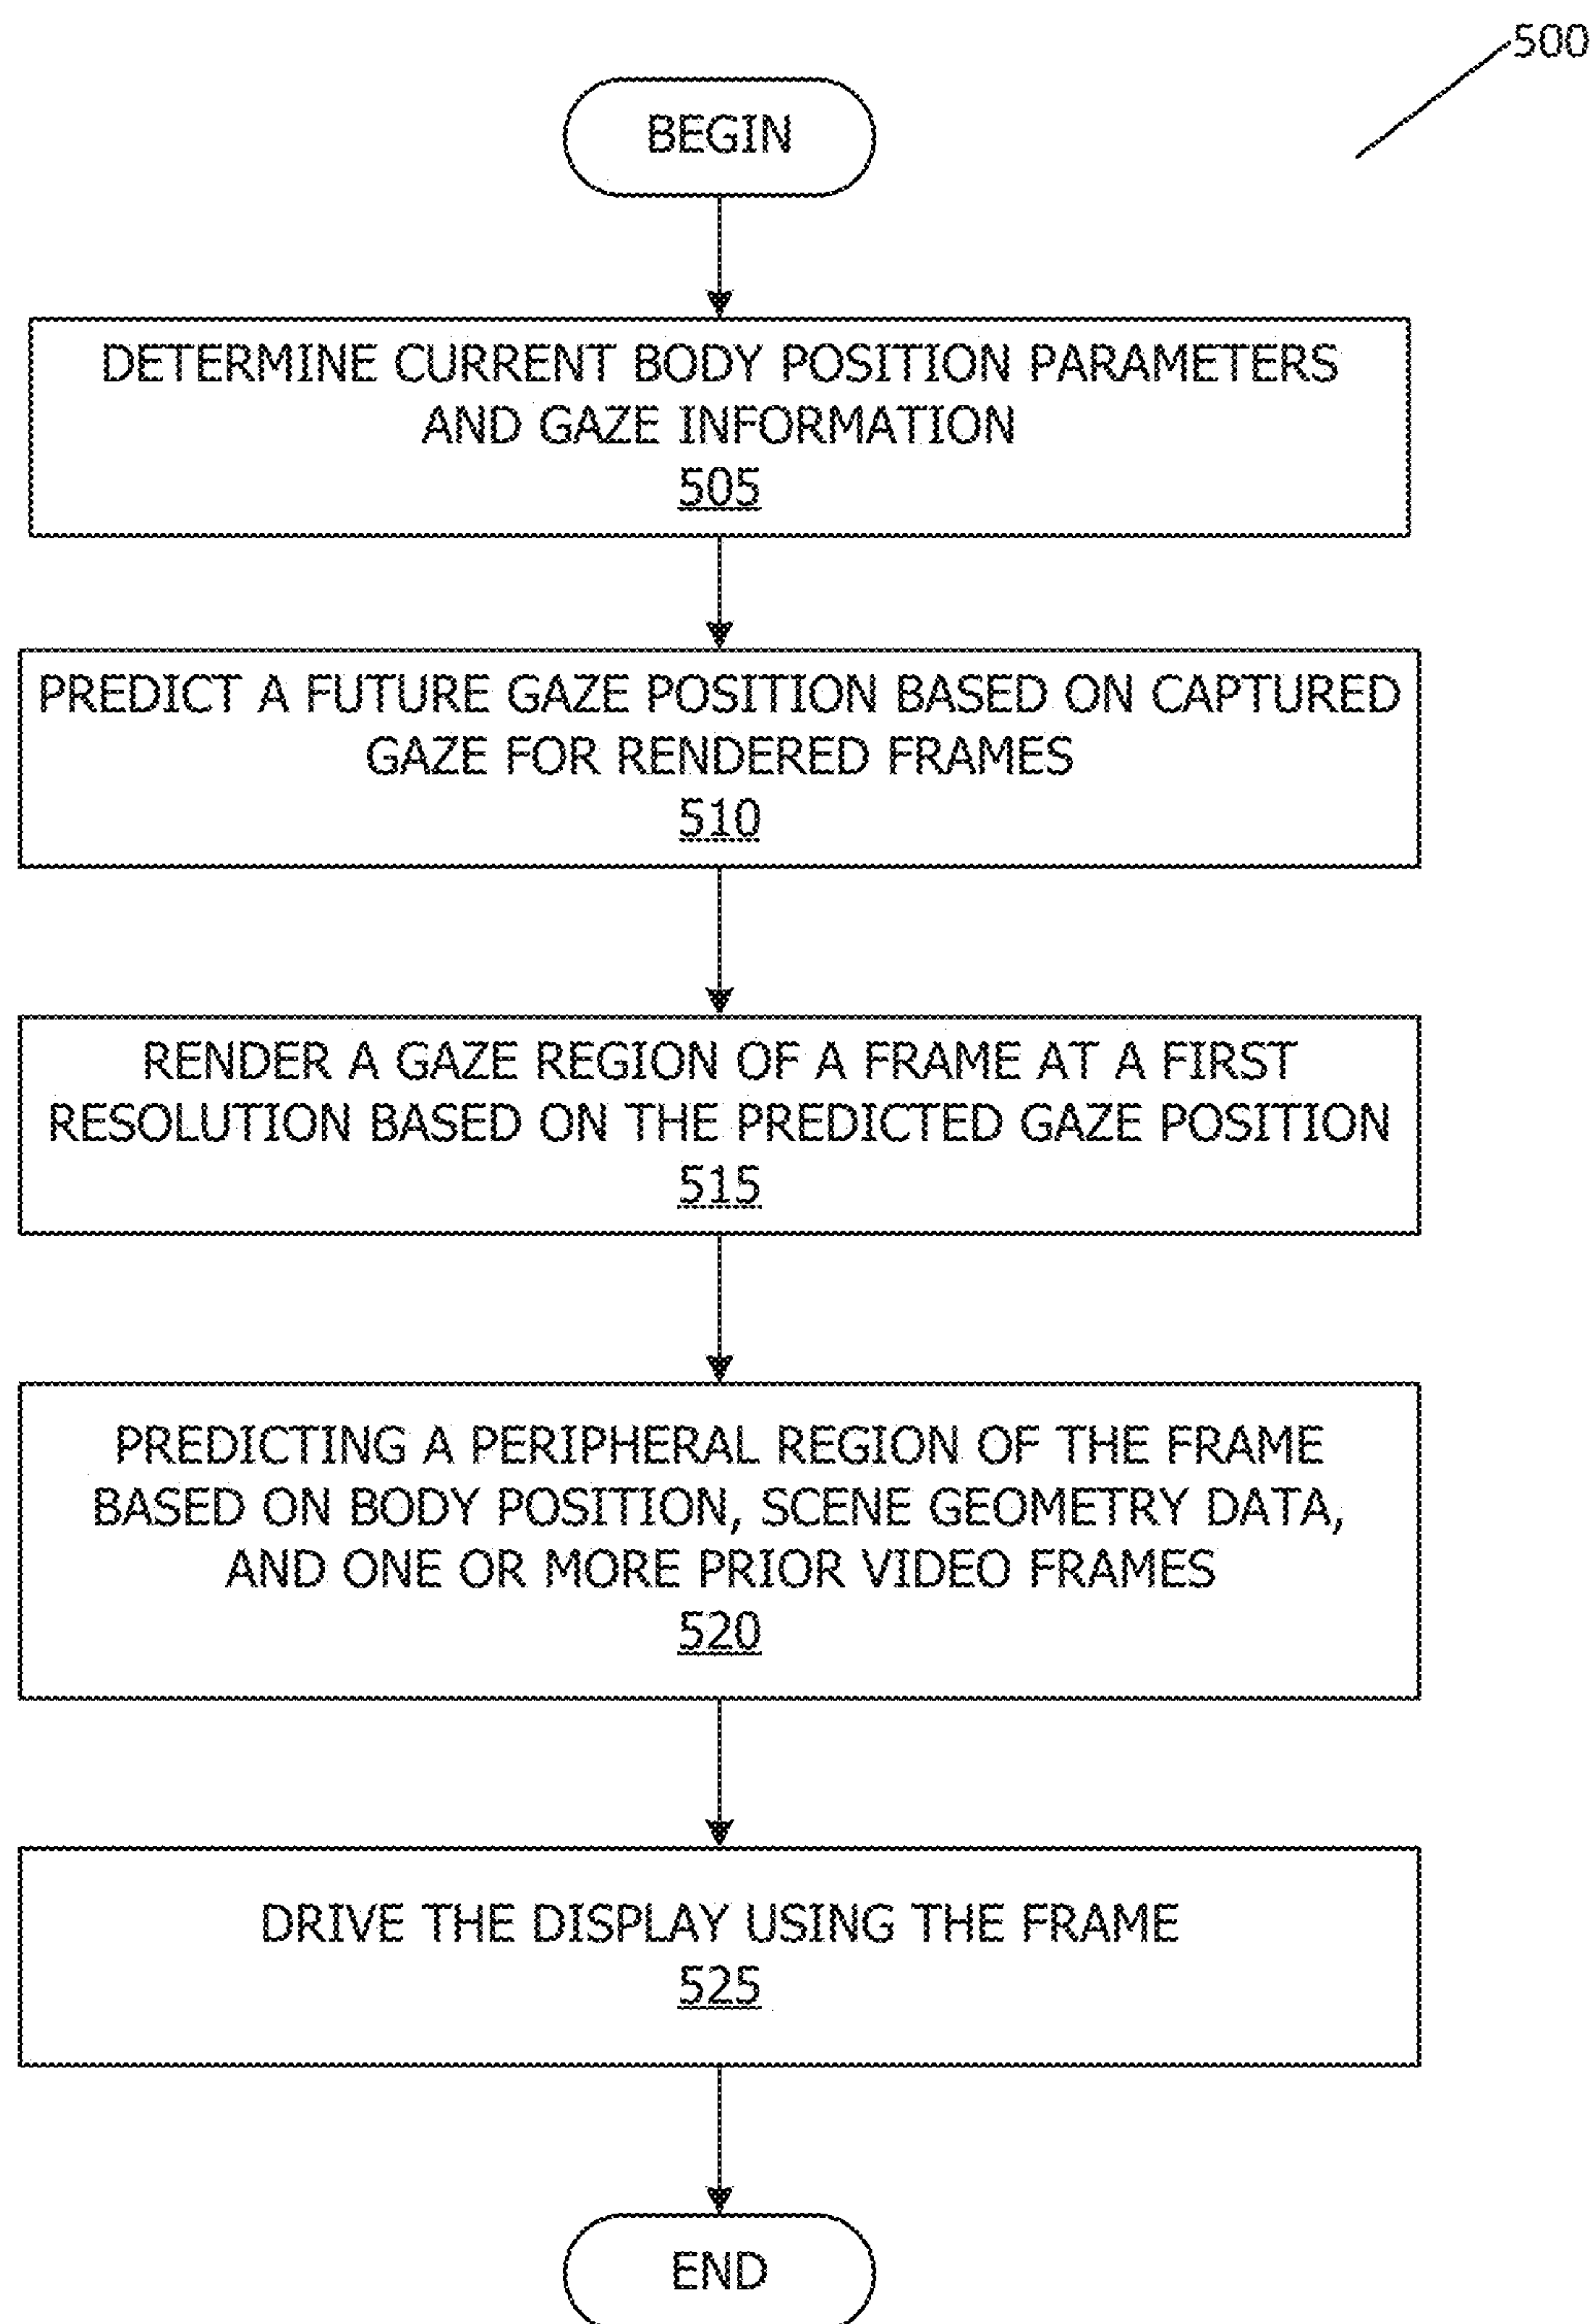 500
BEGIN
DETERMINE CURRENT BODY POSITION PARAMETERS
AND GAZE INFORMATION
505
PREDICT A FUTURE GAZE POSITION BASED ON CAPTURED
GAZE FOR RENDERED FRAMES
510
RENDER A GAZE REGION OF A FRAME AT A FIRST
RESOLUTION BASED ON THE PREDICTED GAZE POSITION
515
PREDICTING A PERIPHERAL REGION OF THE FRAME
BASED ON BODY POSITION, SCENE GEOMETRY DATA,
AND ONE OR MORE PRIOR VIDEO FRAMES
520
DRIVE THE DISPLAY USING THE FRAME
525
END